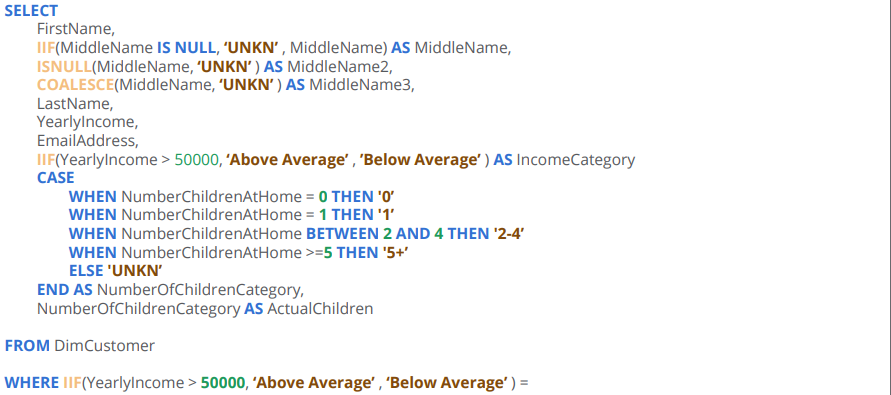 SELECT
FirstName,
IIF(MiddleName IS NULL, ‘UNKN’ , MiddleName) AS MiddleName,
ISNULL(MiddleName, ‘UNKN’ ) AS MiddleName2,
COALESCE(MiddleName, ‘UNKN’ ) AS MiddleName3,
LastName,
YearlyIncome,
EmailAddress,
IIF(YearlyIncome > 50000, ‘Above Average’ , ’Below Average’ ) AS IncomeCategory
CASE
WHEN NumberChildrenAtHome = 0 THEN '0’
WHEN NumberChildrenAtHome = 1 THEN '1’
WHEN NumberChildrenAtHome BETWEEN 2 AND 4 THEN '2-4’
WHEN NumberChildrenAtHome >=5 THEN '5+’
ELSE 'UNKN’
END AS NumberOfChildrenCategory,
NumberOfChildrenCategory AS ActualChildren
FROM DimCustomer
WHERE IIF(YearlyIncome > 50000, ‘Above Average’ , ‘Below Average’ ) =